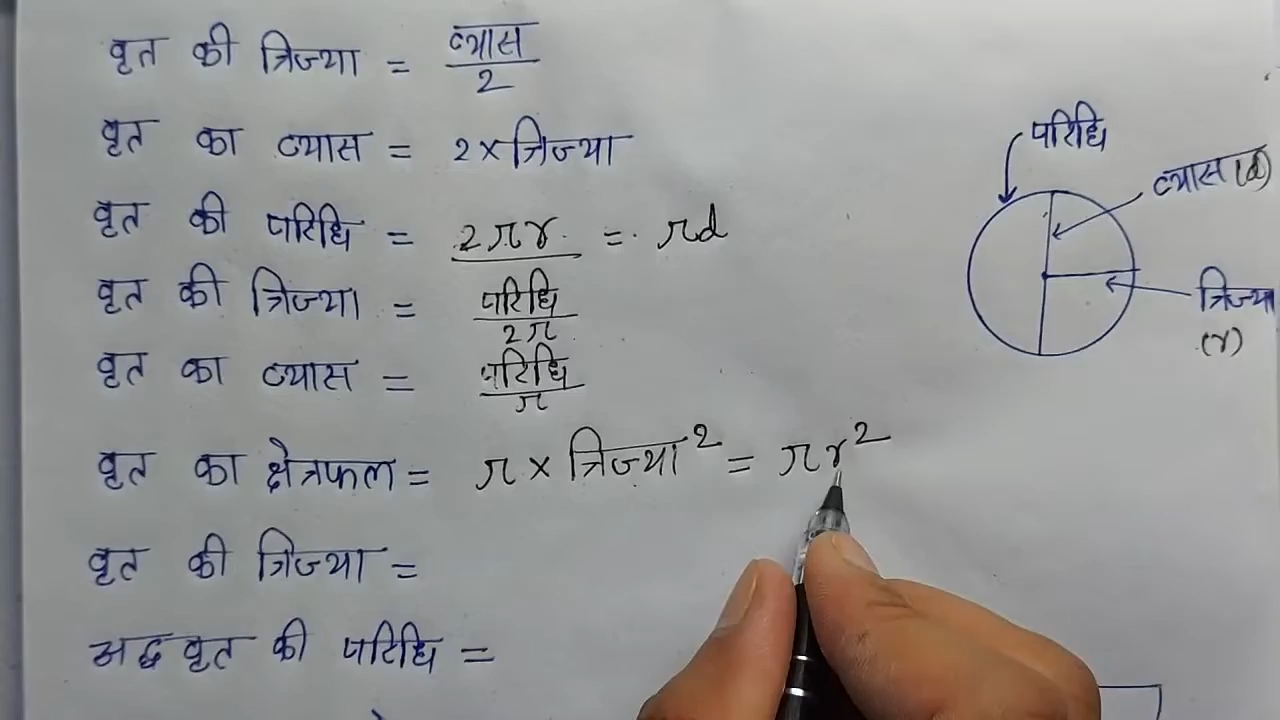 वृत की त्रिज्या = व्यास/2
वृत का व्यास = 2 × त्रिज्या
वृत की परिधि = 2πr = πd
वृत की त्रिज्या = परिधि/2π
वृत का व्यास = परिधि/π
वृत का क्षेत्रफल = π × त्रिज्या² = πr²
वृत की त्रिज्या =
अर्द्ध वृत की परिधि =
परिधि
व्यास (d)
त्रिज्या
(r)